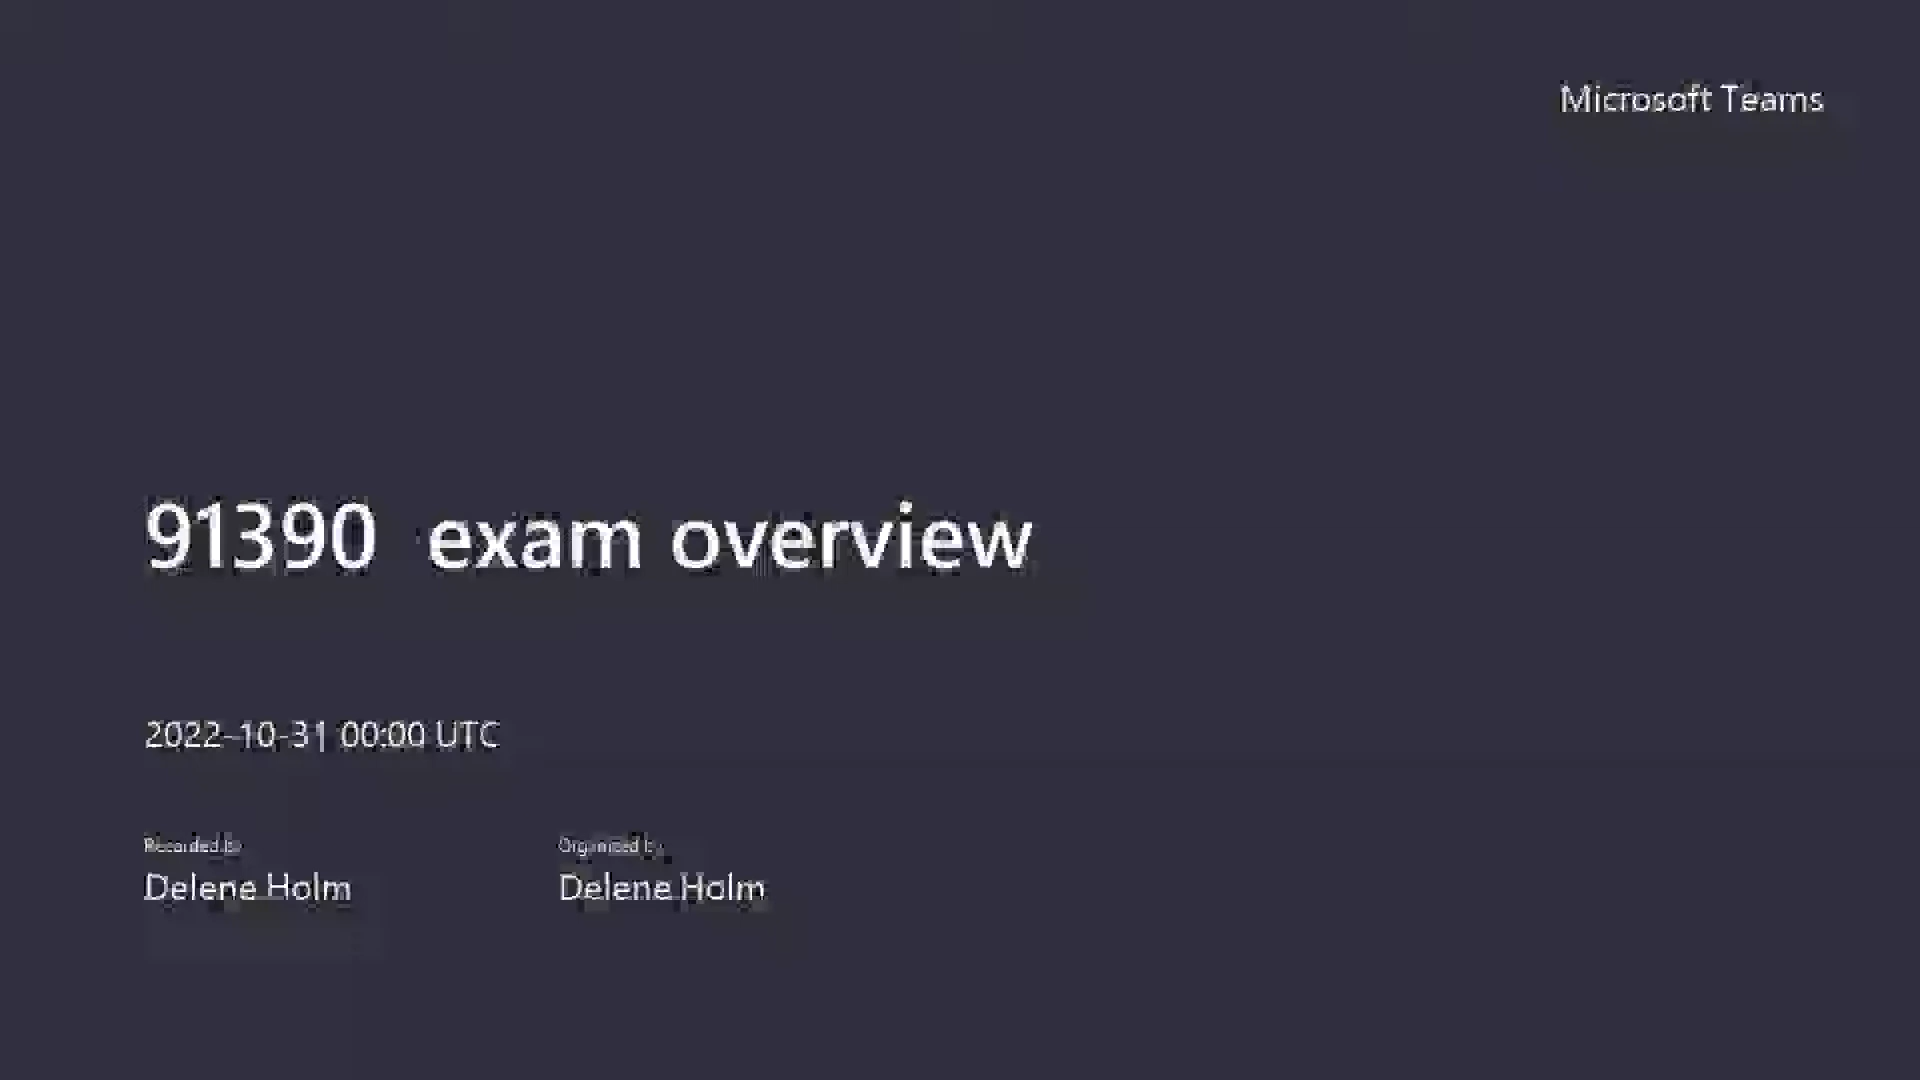 Microsoft Teams
91390 exam overview
2022-10-31 00:00 UTC
Recorded by
Organized by
Delene Holm
Delene Holm